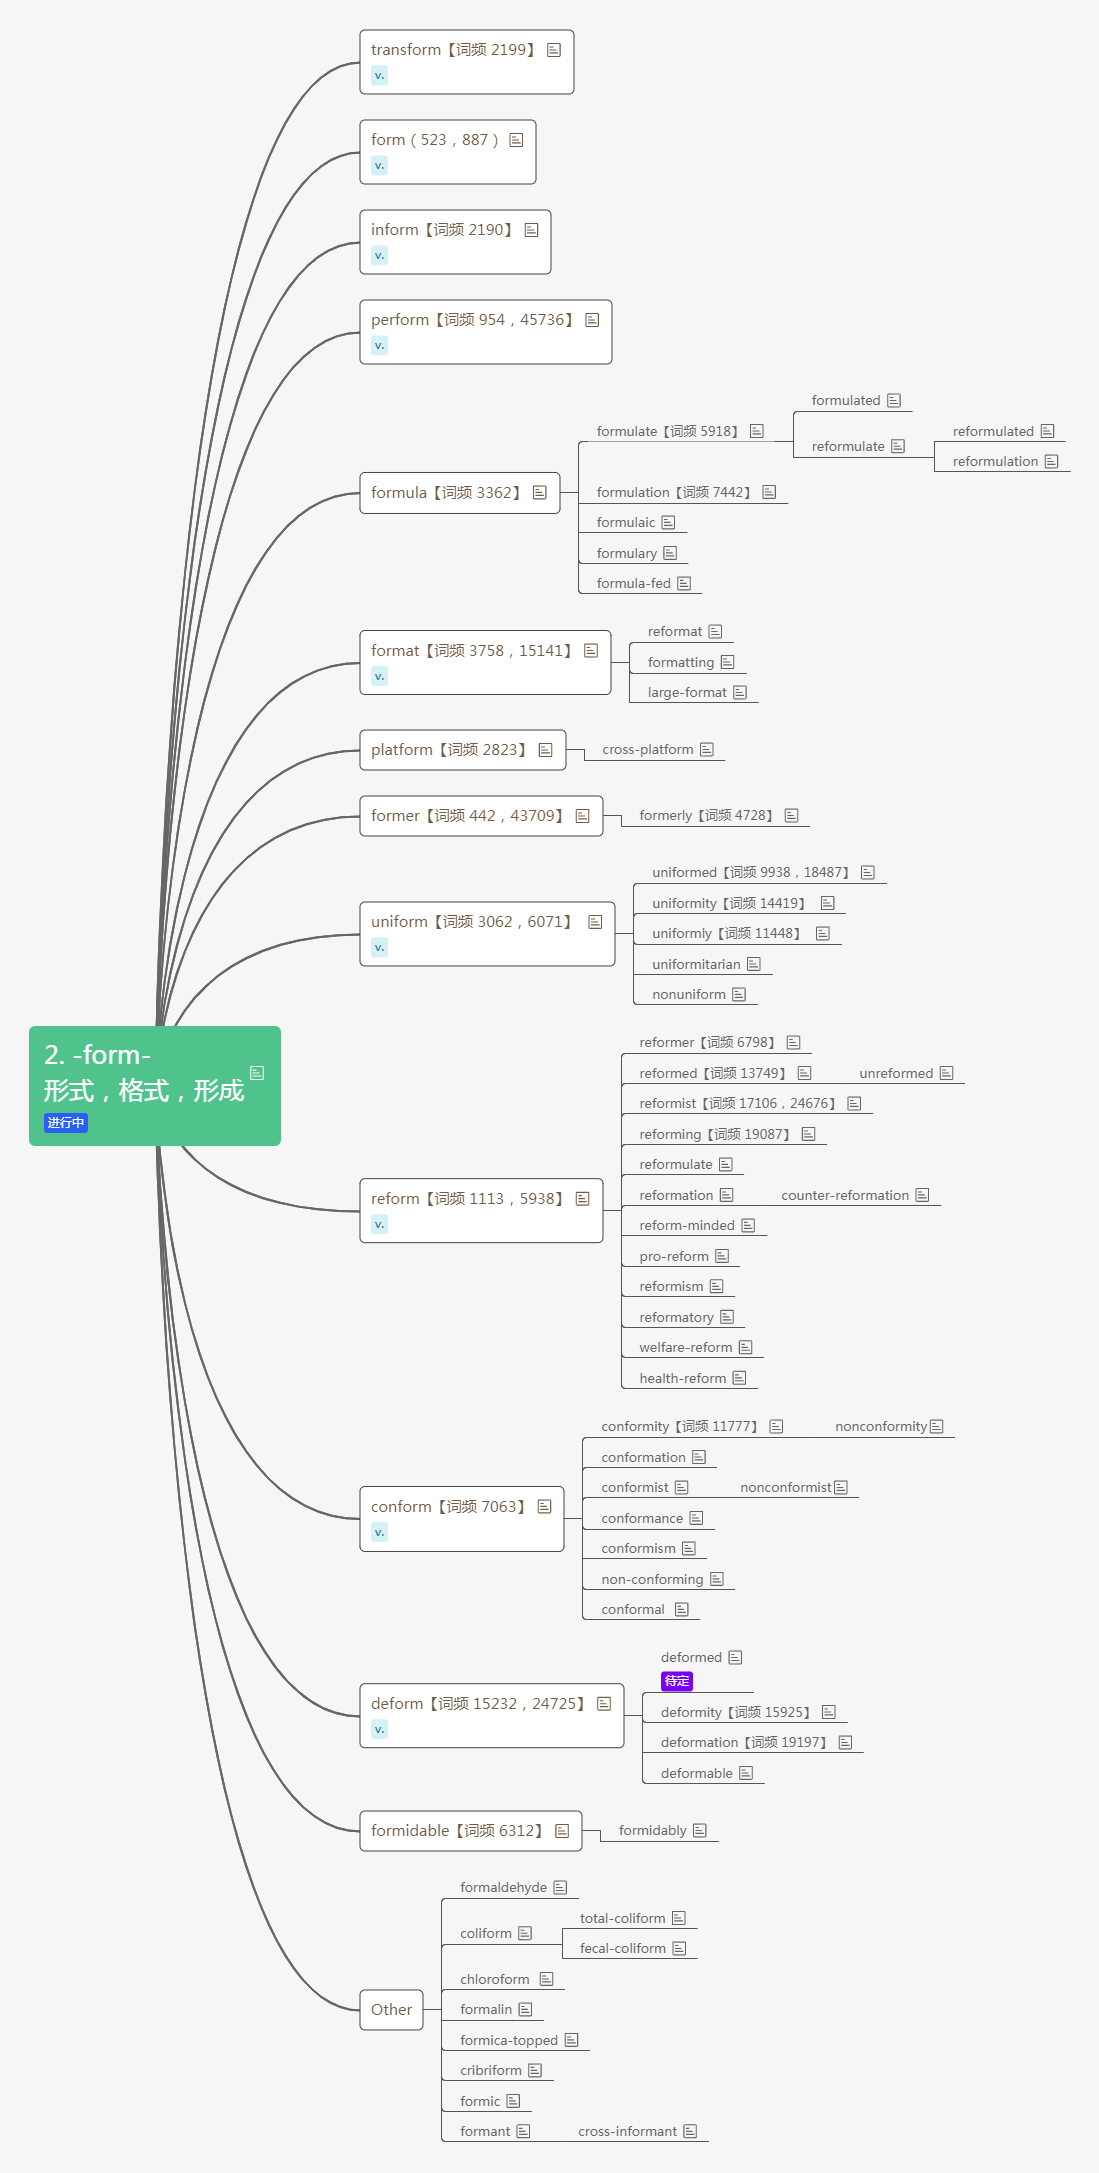 transform【词频 2199】
v.
form（523，887）
v.
inform【词频 2190】
v.
perform【词频 954，45736】
v.
formula【词频 3362】
formulate【词频 5918】
formulated
reformulate
reformulated
reformulation
formulation【词频 7442】
formulaic
formulary
formula-fed
format【词频 3758，15141】
v.
reformat
formatting
large-format
platform【词频 2823】
cross-platform
former【词频 442，43709】
formerly【词频 4728】
uniform【词频 3062，6071】
v.
uniformed【词频 9938，18487】
uniformity【词频 14419】
uniformly【词频 11448】
uniformitarian
nonuniform
2. -form-
形式，格式，形成
进行中
reform【词频 1113，5938】
v.
reformer【词频 6798】
reformed【词频 13749】
unreformed
reformist【词频 17106，24676】
reforming【词频 19087】
reformulate
reformation
counter-reformation
reform-minded
pro-reform
reformism
reformatory
welfare-reform
health-reform
conform【词频 7063】
v.
conformity【词频 11777】
nonconformity
conformation
conformist
nonconformist
conformance
conformism
non-conforming
conformal
deform【词频 15232，24725】
v.
deformed
待定
deformity【词频 15925】
deformation【词频 19197】
deformable
formidable【词频 6312】
formidably
Other
formaldehyde
coliform
total-coliform
fecal-coliform
chloroform
formalin
formica-topped
cribriform
formic
formant
cross-informant